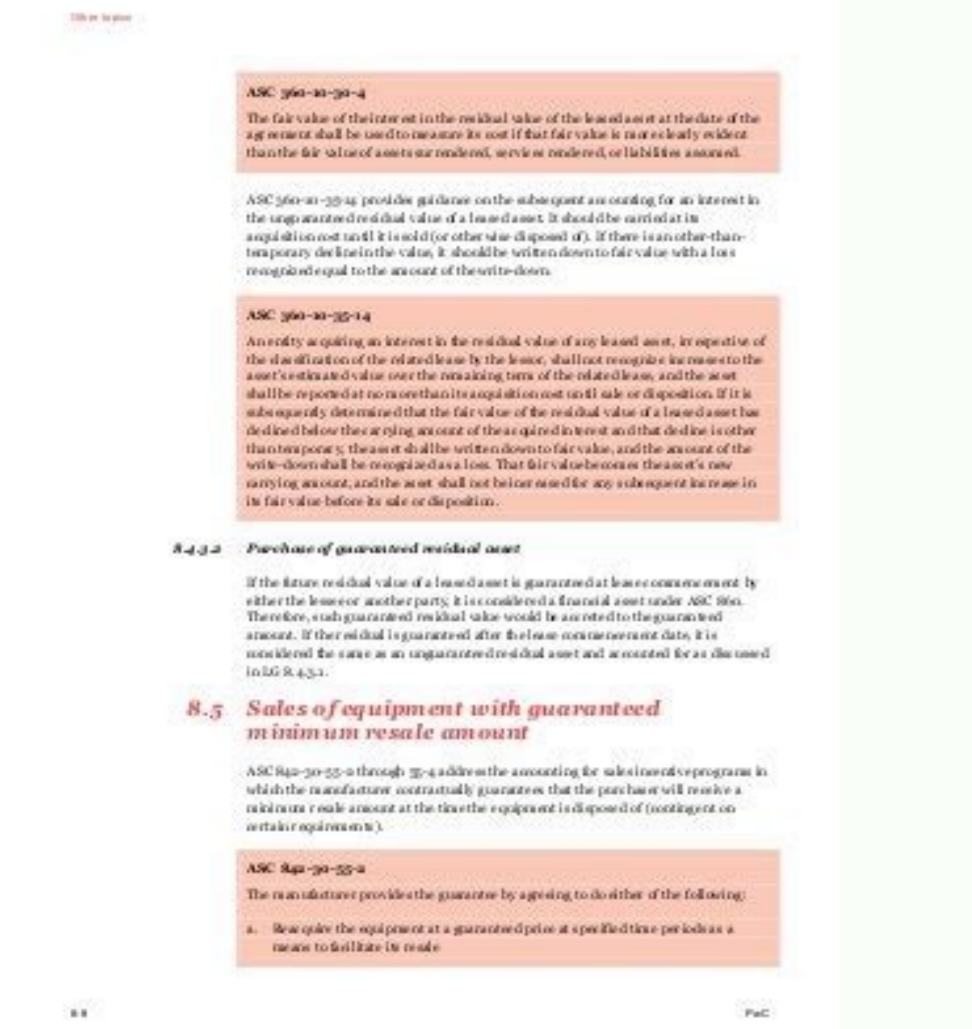 Other topics
ASC 360-10-30-4
The fair value of the interest in the residual value of the leased asset at the date of the
agreement shall be used to measure its cost if that fair value is more clearly evident
than the fair value of assets surrendered, services rendered, or liabilities assumed.
ASC 360-10-35-14 provides guidance on the subsequent accounting for an interest in
the unguaranteed residual value of a leased asset. It should be carried at its
acquisition cost until it is sold (or otherwise disposed of). If there is an other-than-
temporary decline in the value, it should be written down to fair value with a loss
recognized equal to the amount of the write-down.
ASC 360-10-35-14
An entity acquiring an interest in the residual value of any leased asset, irrespective of
the classification of the related lease by the lessor, shall not recognize increases to the
asset's estimated value over the remaining term of the related lease, and the asset
shall be reported at no more than its acquisition cost until sale or disposition. If it is
subsequently determined that the fair value of the residual value of a leased asset has
declined below the carrying amount of the acquired interest and that decline is other
than temporary, the asset shall be written down to fair value, and the amount of the
write-down shall be recognized as a loss. That fair value becomes the asset's new
carrying amount, and the asset shall not be increased for any subsequent increase in
its fair value before its sale or disposition.
8.4.3.2 Purchase of guaranteed residual asset
If the future residual value of a leased asset is guaranteed at lease commencement by
either the lessee or another party, it is considered a financial asset under ASC 860.
Therefore, such guaranteed residual value would be accreted to the guaranteed
amount. If the residual is guaranteed after the lease commencement date, it is
considered the same as an unguaranteed residual asset and accounted for as discussed
in LG 8.4.3.1.
8.5 Sales of equipment with guaranteed
minimum resale amount
ASC 842-30-55-2 through 55-4 address the accounting for sales incentive programs in
which the manufacturer contractually guarantees that the purchaser will receive a
minimum resale amount at the time the equipment is disposed of (contingent on
certain requirements).
ASC 842-30-55-2
The manufacturer provides the guarantee by agreeing to do either of the following:
a. Reacquire the equipment at a guaranteed price at specified time periods as a
means to facilitate its resale
PwC